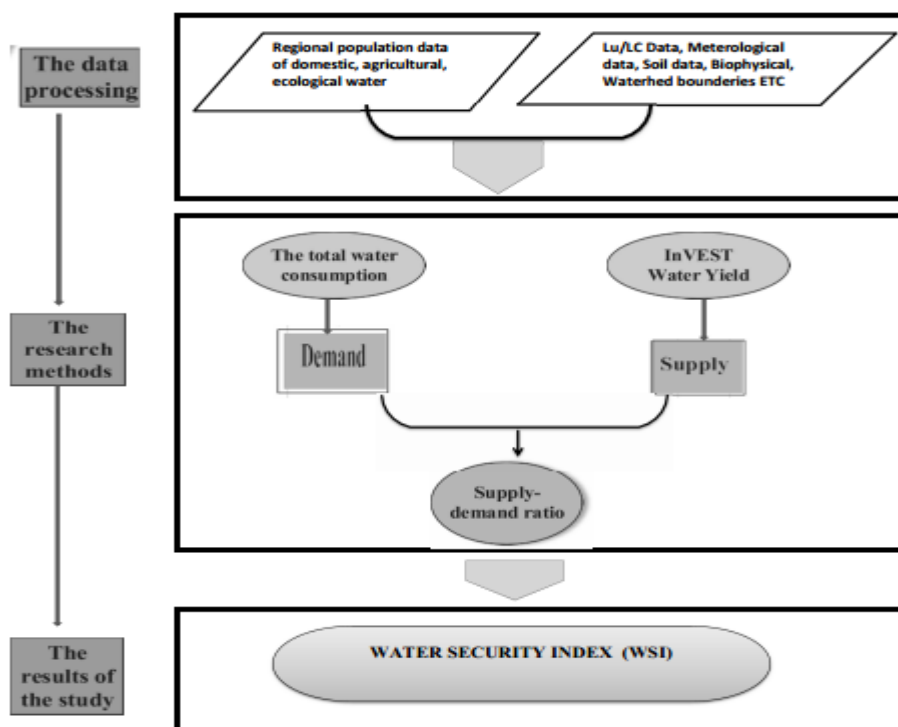 The data
processing
Regional population data
of domestic, agricultural,
ecological water
Lu/LC Data, Meterological
data, Soil data, Biophysical,
Waterhed bounderies ETC
The
research
methods
The total water
consumption
InVEST
Water Yield
Demand
Supply
Supply-
demand ratio
The
results of
the study
WATER SECURITY INDEX (WSI)